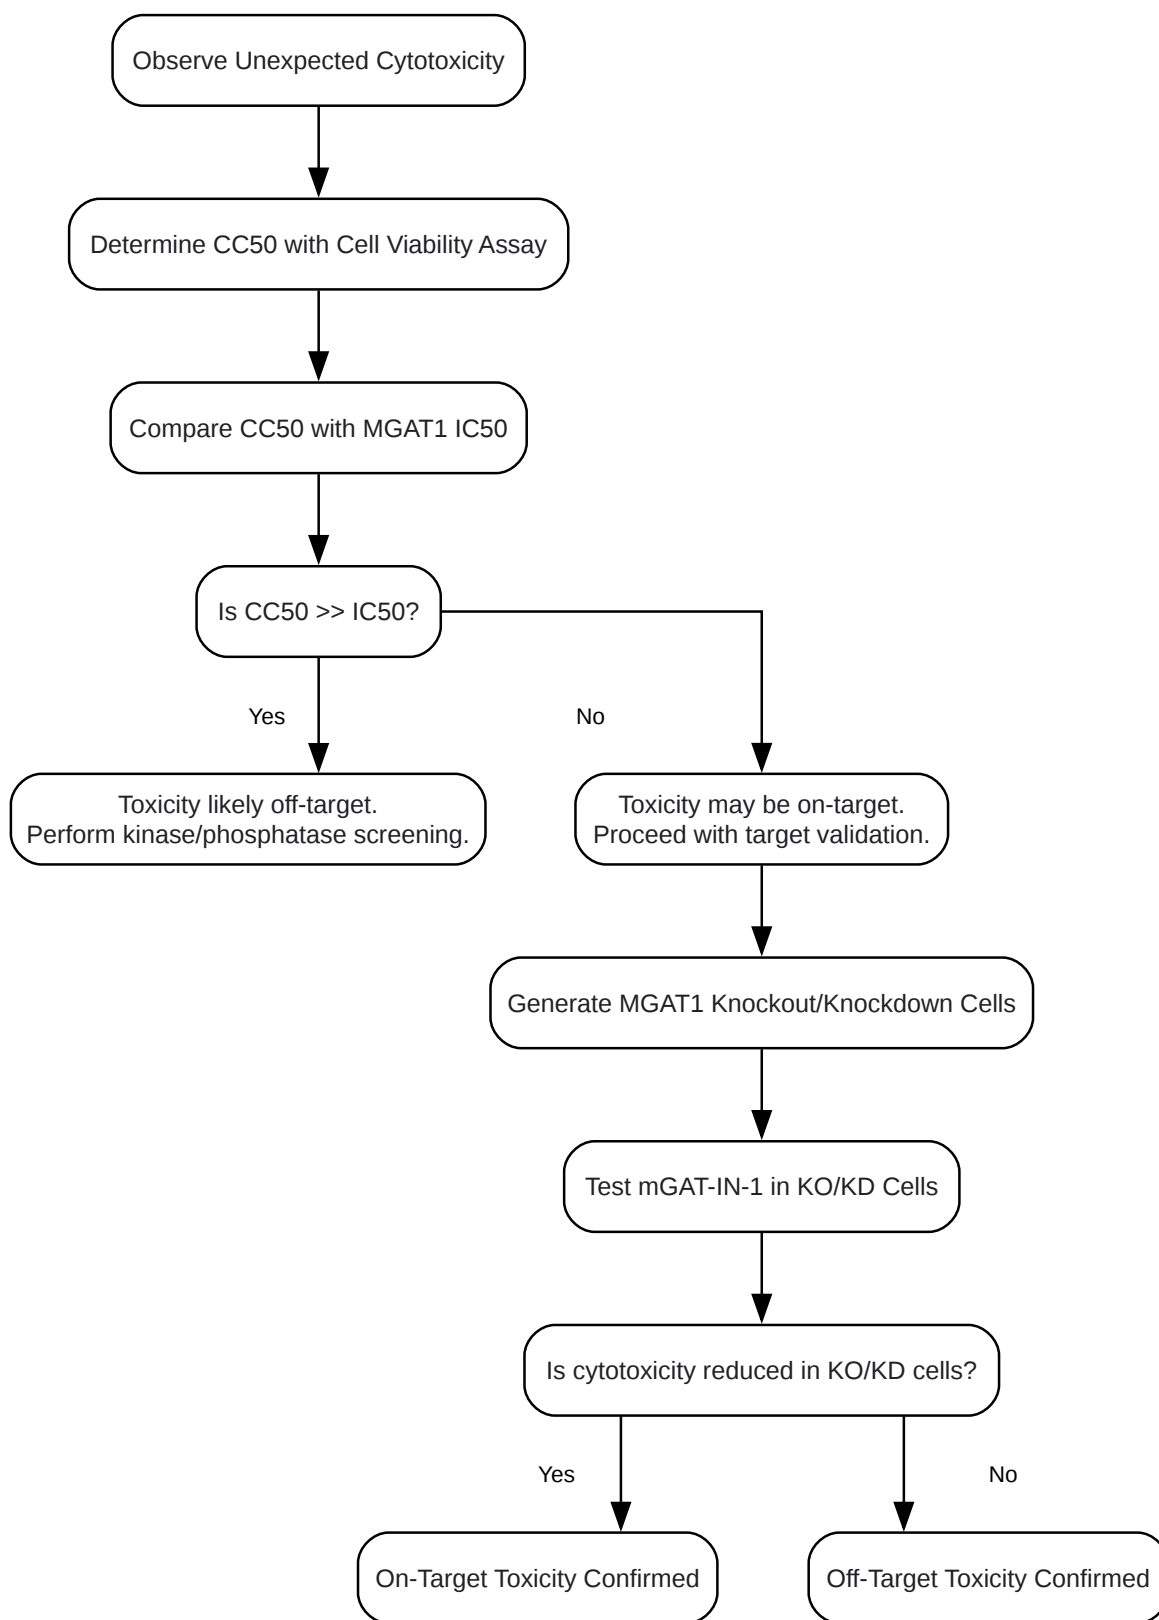 Observe Unexpected Cytotoxicity
Determine CC50 with Cell Viability Assay
Compare CC50 with MGAT1 IC50
Is CC50 >> IC50?
Yes
No
Toxicity likely off-target.
Perform kinase/phosphatase screening.
Toxicity may be on-target.
Proceed with target validation.
Generate MGAT1 Knockout/Knockdown Cells
Test mGAT-IN-1 in KO/KD Cells
Is cytotoxicity reduced in KO/KD cells?
Yes
No
On-Target Toxicity Confirmed
Off-Target Toxicity Confirmed